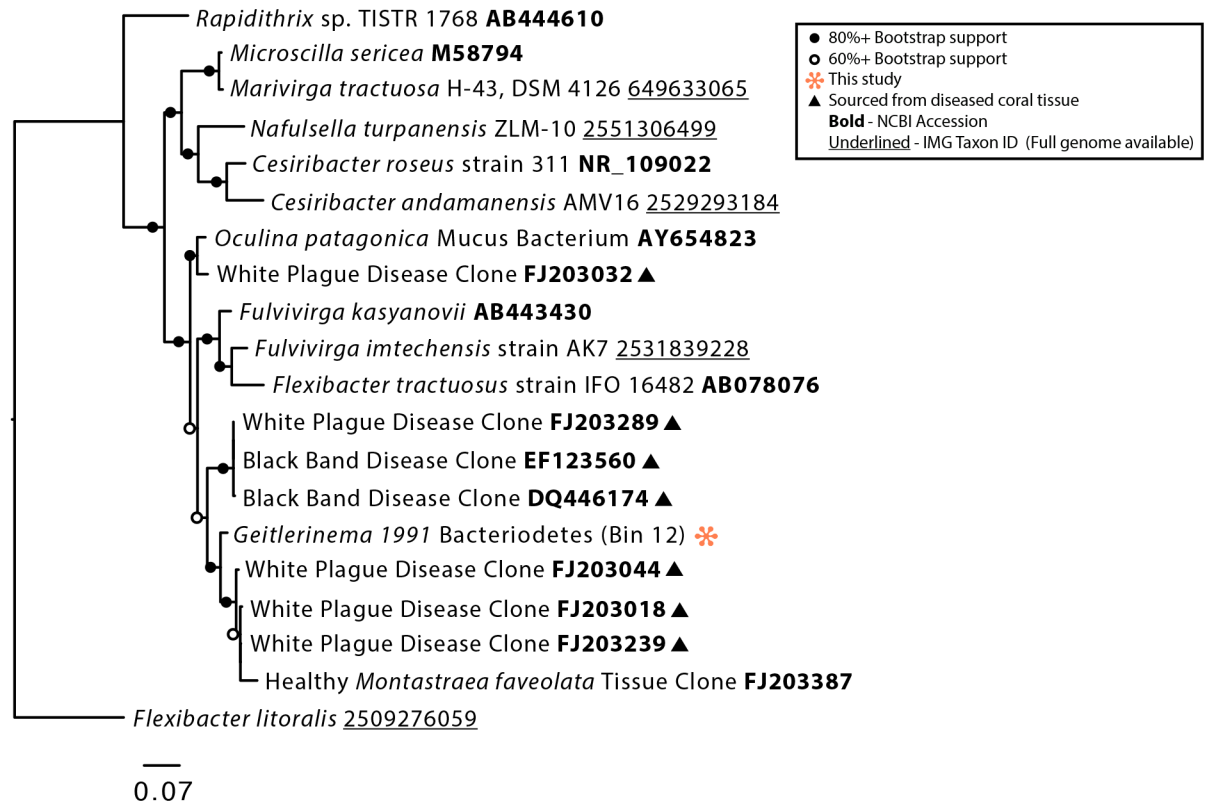 Rapidithrix sp. TISTR 1768 AB444610
Microscilla sericea M58794
Marivirga tractuosa H-43, DSM 4126 649633065
Nafulsella turpanensis ZLM-10 2551306499
Cesiribacter roseus strain 311 NR_109022
Cesiribacter andamanensis AMV16 2529293184
Oculina patagonica Mucus Bacterium AY654823
White Plague Disease Clone FJ203032▲
Fulvivirga kasyanovii AB443430
Fulvivirga imtechensis strain AK7 2531839228
Flexibacter tractuosus strain IFO 16482 AB078076
White Plague Disease Clone FJ203289▲
Black Band Disease Clone EF123560 ▲
Black Band Disease Clone DQ446174 ▲
Geitlerinema 1991 Bacteriodetes (Bin 12)
White Plague Disease Clone FJ203044▲
White Plague Disease Clone FJ203018▲
White Plague Disease Clone FJ203239▲
Healthy Montastraea faveolata Tissue Clone FJ203387
Flexibacter litoralis 2509276059
0.07
80%+ Bootstrap support
60%+ Bootstrap support
This study
▲ Sourced from diseased coral tissue
Bold - NCBI Accession
Underlined - IMG Taxon ID (Full genome available)